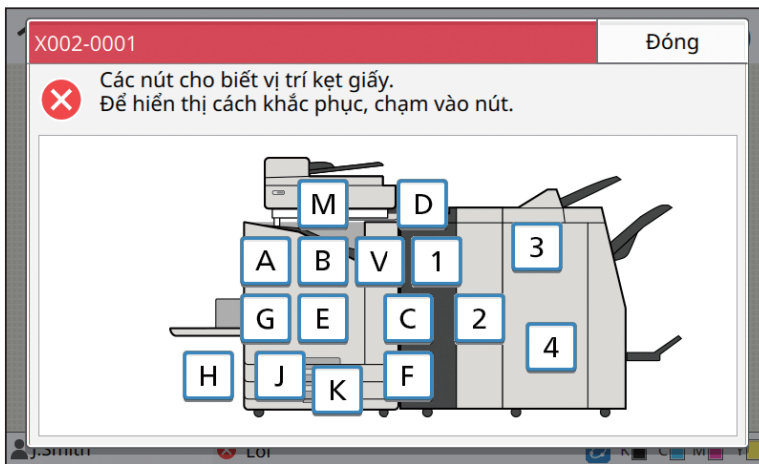 X002-0001
Đóng
Các nút cho biết vị trí kẹt giấy.
Để hiển thị cách khắc phục, chạm vào nút.
M D
A B V 1 3
G E C 2 4
H J K F
J.Smith Lỗi K C M Y